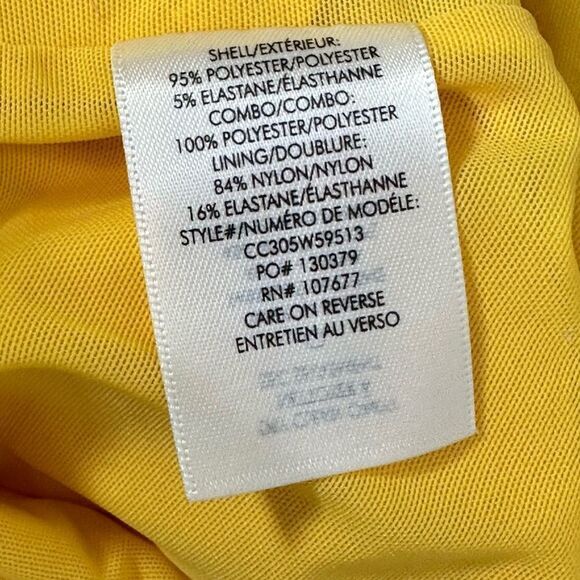 SHELL/EXTÉRIEUR:
95% POLYESTER/POLYESTER
5% ELASTANE/ÉLASTHANNE
COMBO/COMBO:
100% POLYESTER/POLYESTER
LINING/DOUBLURE:
84% NYLON/NYLON
16% ELASTANE/ÉLASTHANNE
STYLE#/NUMÉRO DE MODÉLE:
CC305W59513
PO# 130379
RN# 107677
CARE ON REVERSE
ENTRETIEN AU VERSO